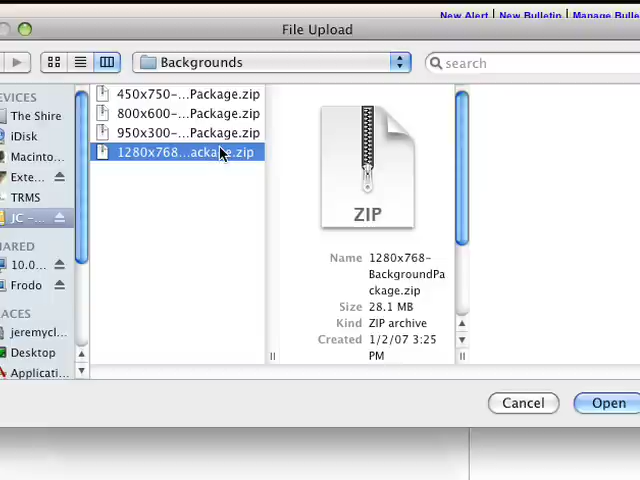 New Alert | New Bulletin | Manage Bulle
File Upload
Backgrounds
search
EVICES
The Shire
iDisk
Macinto...
Exte...
TRMS
JC -...
HARED
10.0...
Frodo
ACES
jeremycl...
Desktop
Applicati...
450x750-...Package.zip
800x600-...Package.zip
950x300-...Package.zip
1280x768...ackage.zip
ZIP
Name 1280x768-
BackgroundPa
ckage.zip
Size 28.1 MB
Kind ZIP archive
Created 1/2/07 3:25
PM
Cancel
Open